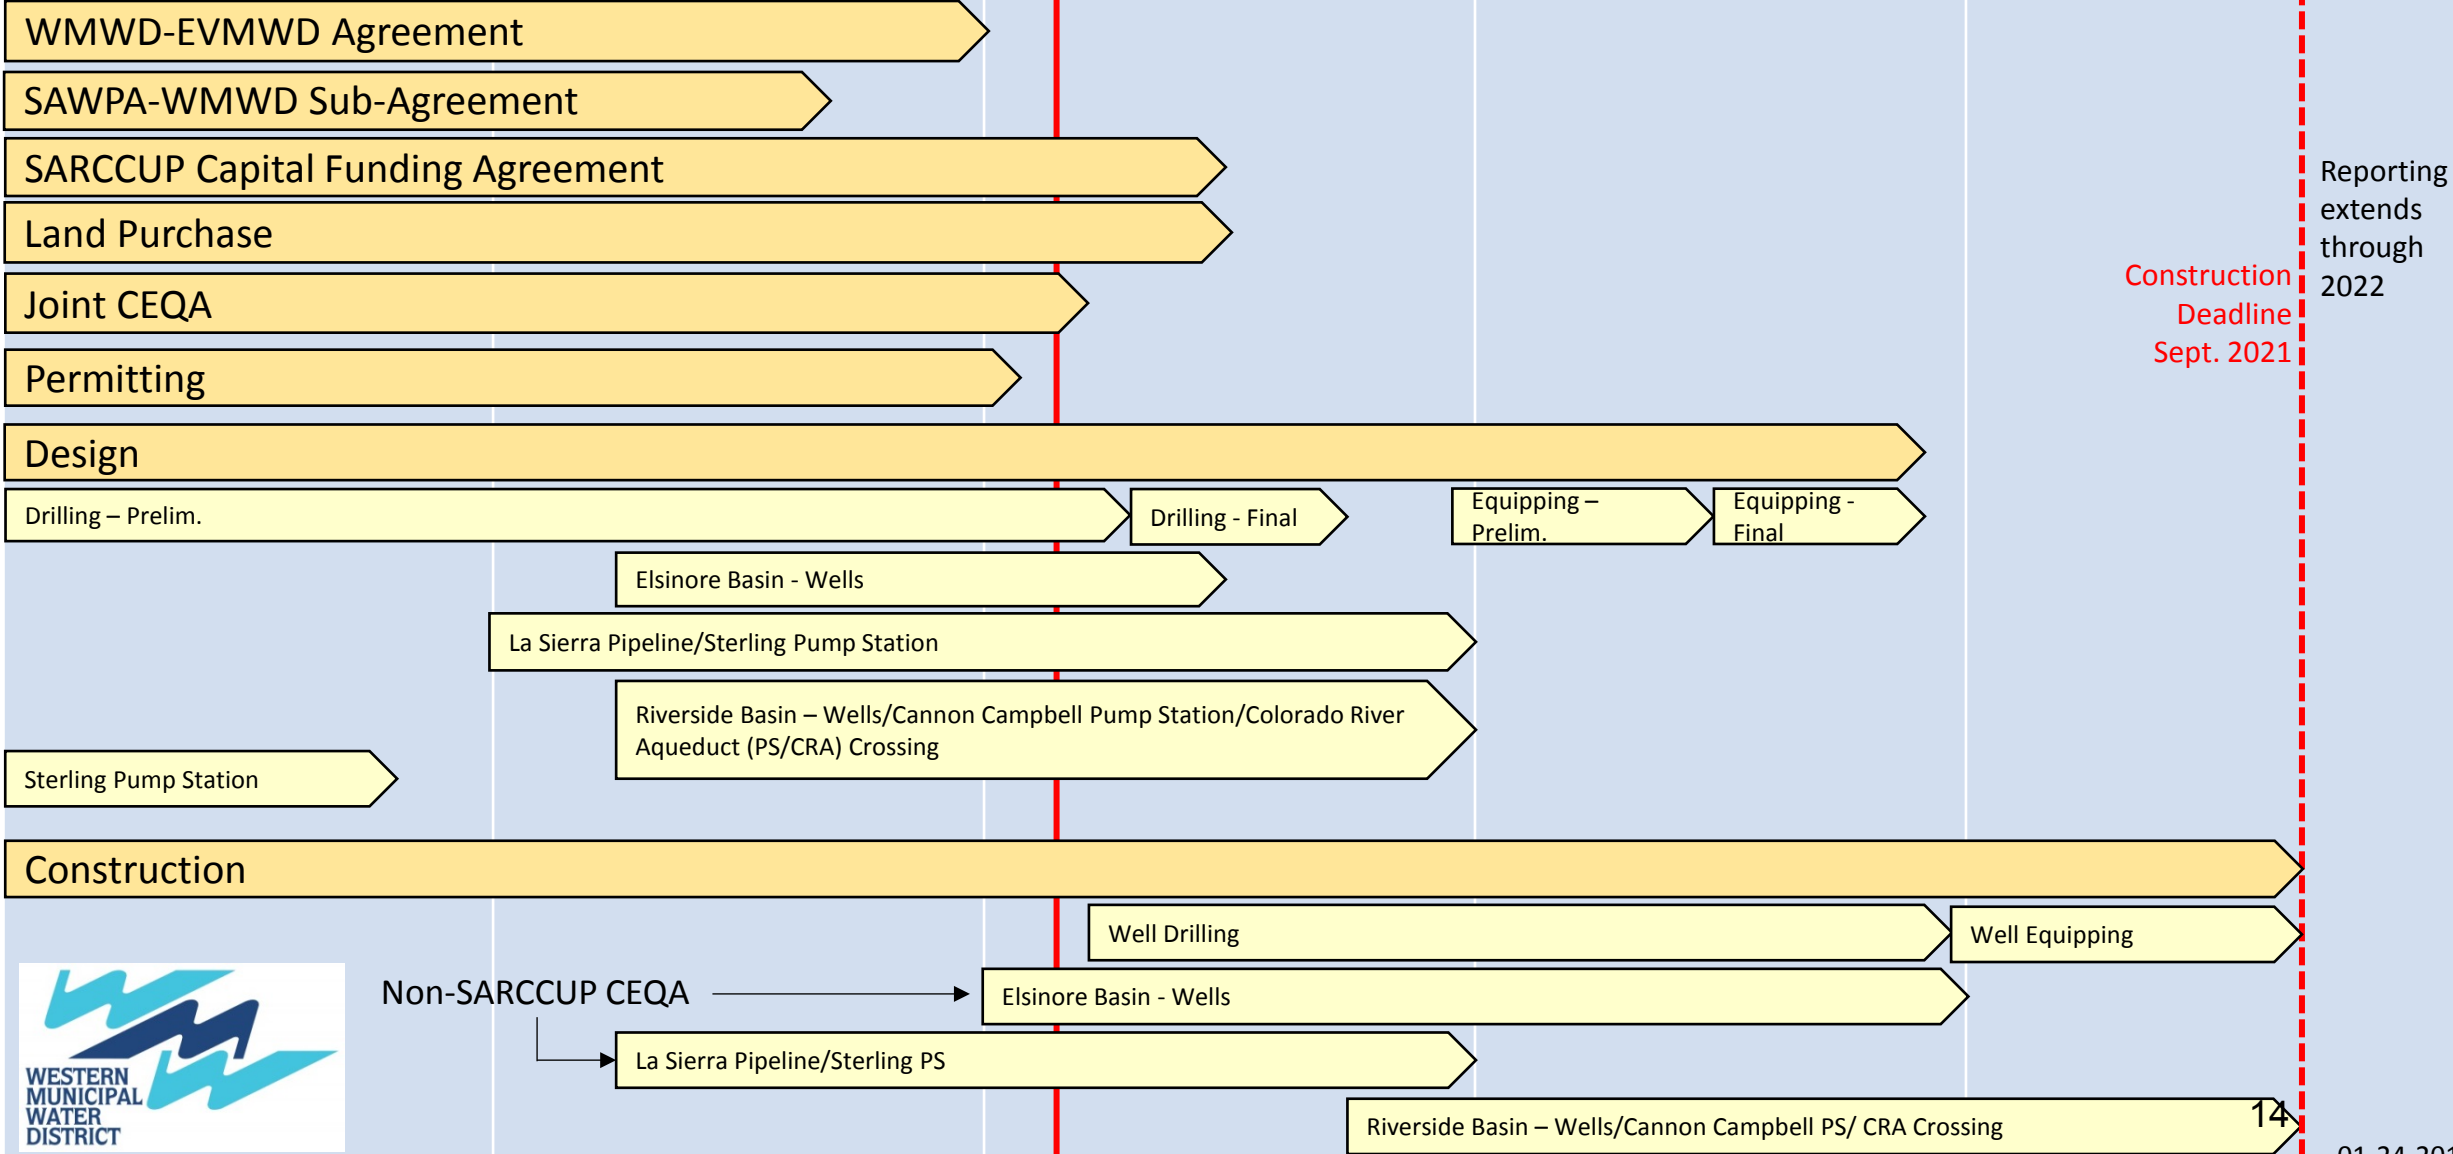 WMWD-EVMWD Agreement
SAWPA-WMWD Sub-Agreement
SARCCUP Capital Funding Agreement
Land Purchase
Joint CEQA
Permitting
Design
Reporting
extends
through
2022
Construction
Deadline
Sept. 2021
Drilling – Prelim.
Drilling - Final
Equipping –
Prelim.
Equipping -
Final
Elsinore Basin - Wells
La Sierra Pipeline/Sterling Pump Station
Riverside Basin – Wells/Cannon Campbell Pump Station/Colorado River
Aqueduct (PS/CRA) Crossing
Sterling Pump Station
Construction
Well Drilling
Well Equipping
Non-SARCCUP CEQA
Elsinore Basin - Wells
La Sierra Pipeline/Sterling PS
Riverside Basin – Wells/Cannon Campbell PS/ CRA Crossing
14
WESTERN
MUNICIPAL
WATER
DISTRICT